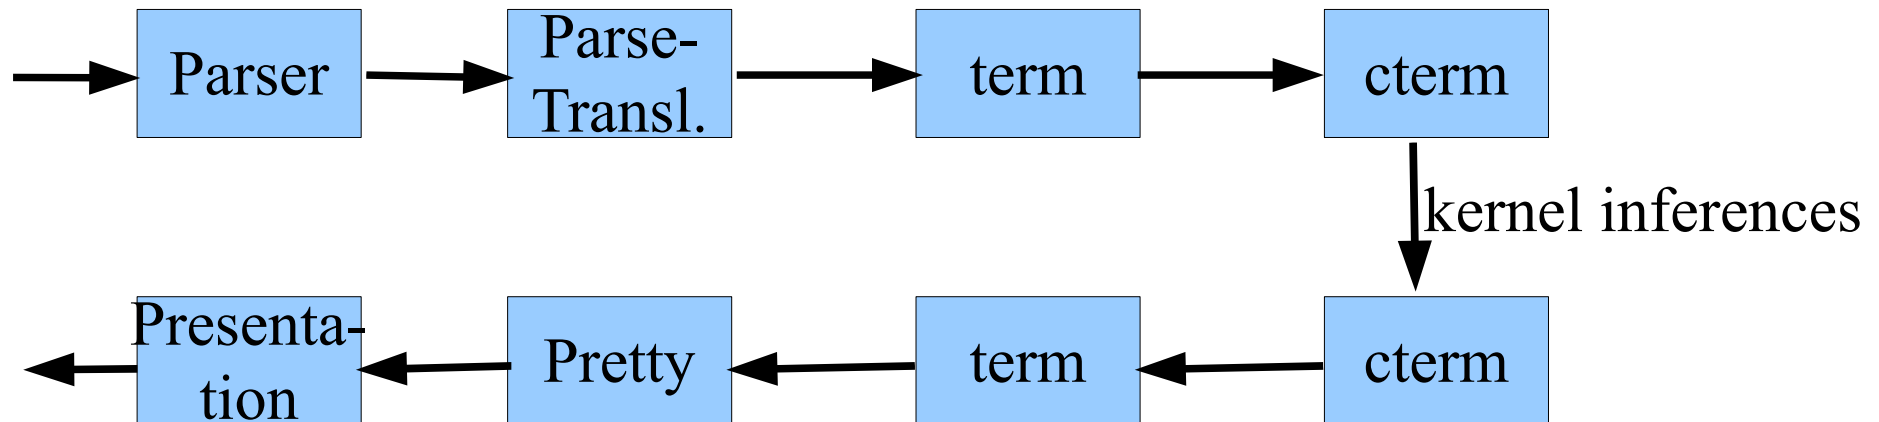 Parser
Parse-
Transl.
term
cterm
kernel inferences
Presenta-
tion
Pretty
term
cterm